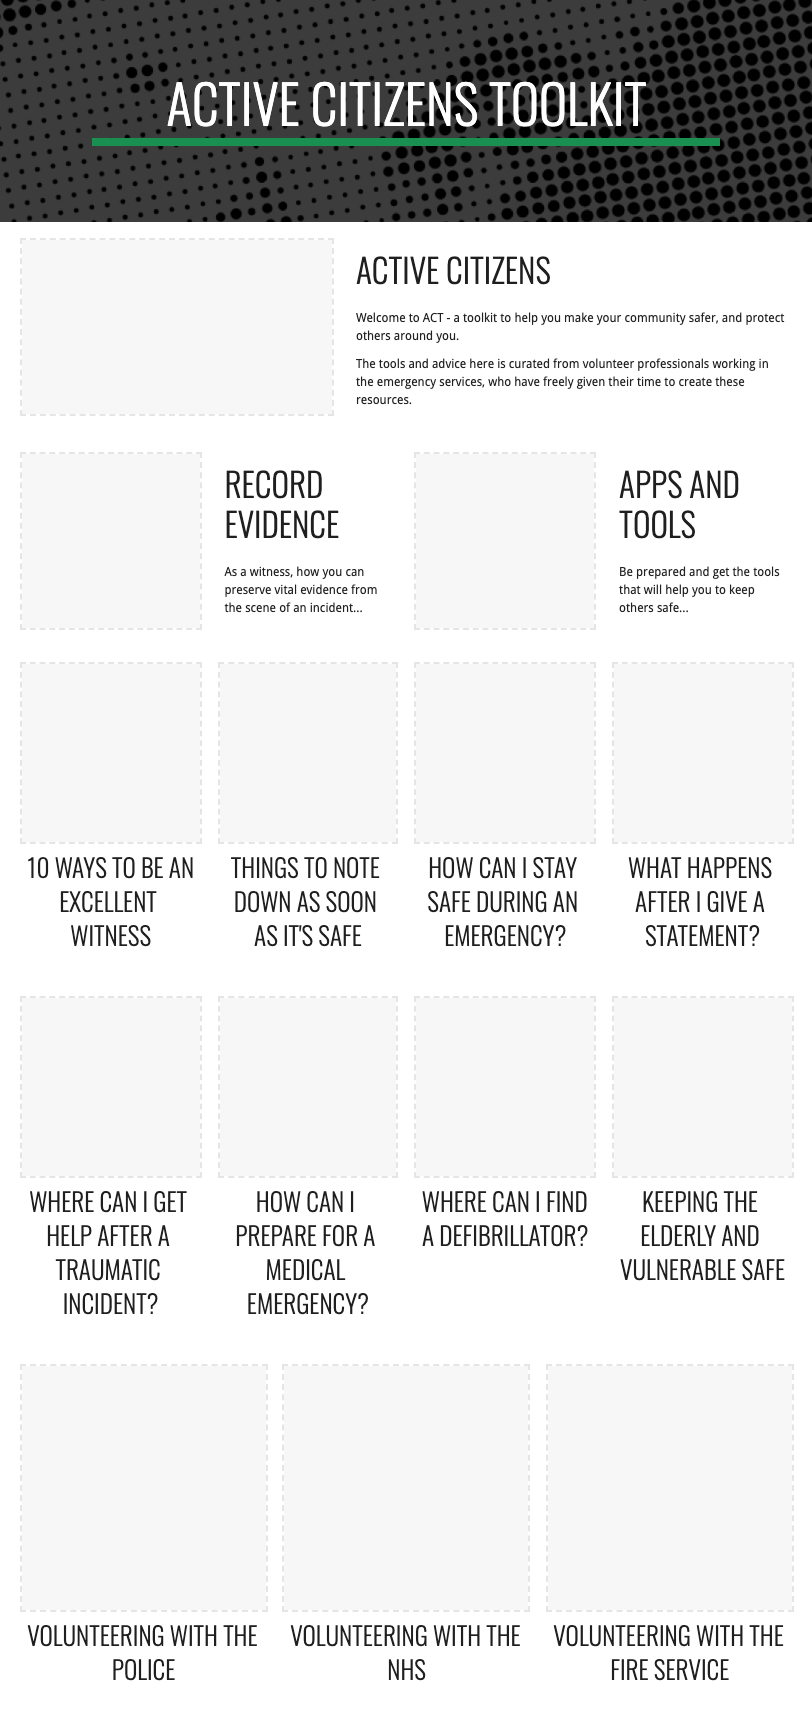 ACTIVE CITIZENS TOOLKIT
ACTIVE CITIZENS
Welcome to ACT - a toolkit to help you make your community safer, and protect
others around you.
The tools and advice here is curated from volunteer professionals working in
the emergency services, who have freely given their time to create these
resources.
RECORD
EVIDENCE
As a witness, how you can
preserve vital evidence from
the scene of an incident...
APPS AND
TOOLS
Be prepared and get the tools
that will help you to keep
others safe...
10 WAYS TO BE AN
EXCELLENT
WITNESS
THINGS TO NOTE
DOWN AS SOON
AS IT'S SAFE
HOW CAN I STAY
SAFE DURING AN
EMERGENCY?
WHAT HAPPENS
AFTER I GIVE A
STATEMENT?
WHERE CAN I GET
HELP AFTER A
TRAUMATIC
INCIDENT?
HOW CAN I
PREPARE FOR A
MEDICAL
EMERGENCY?
WHERE CAN I FIND
A DEFIBRILLATOR?
KEEPING THE
ELDERLY AND
VULNERABLE SAFE
VOLUNTEERING WITH THE
POLICE
VOLUNTEERING WITH THE
NHS
VOLUNTEERING WITH THE
FIRE SERVICE